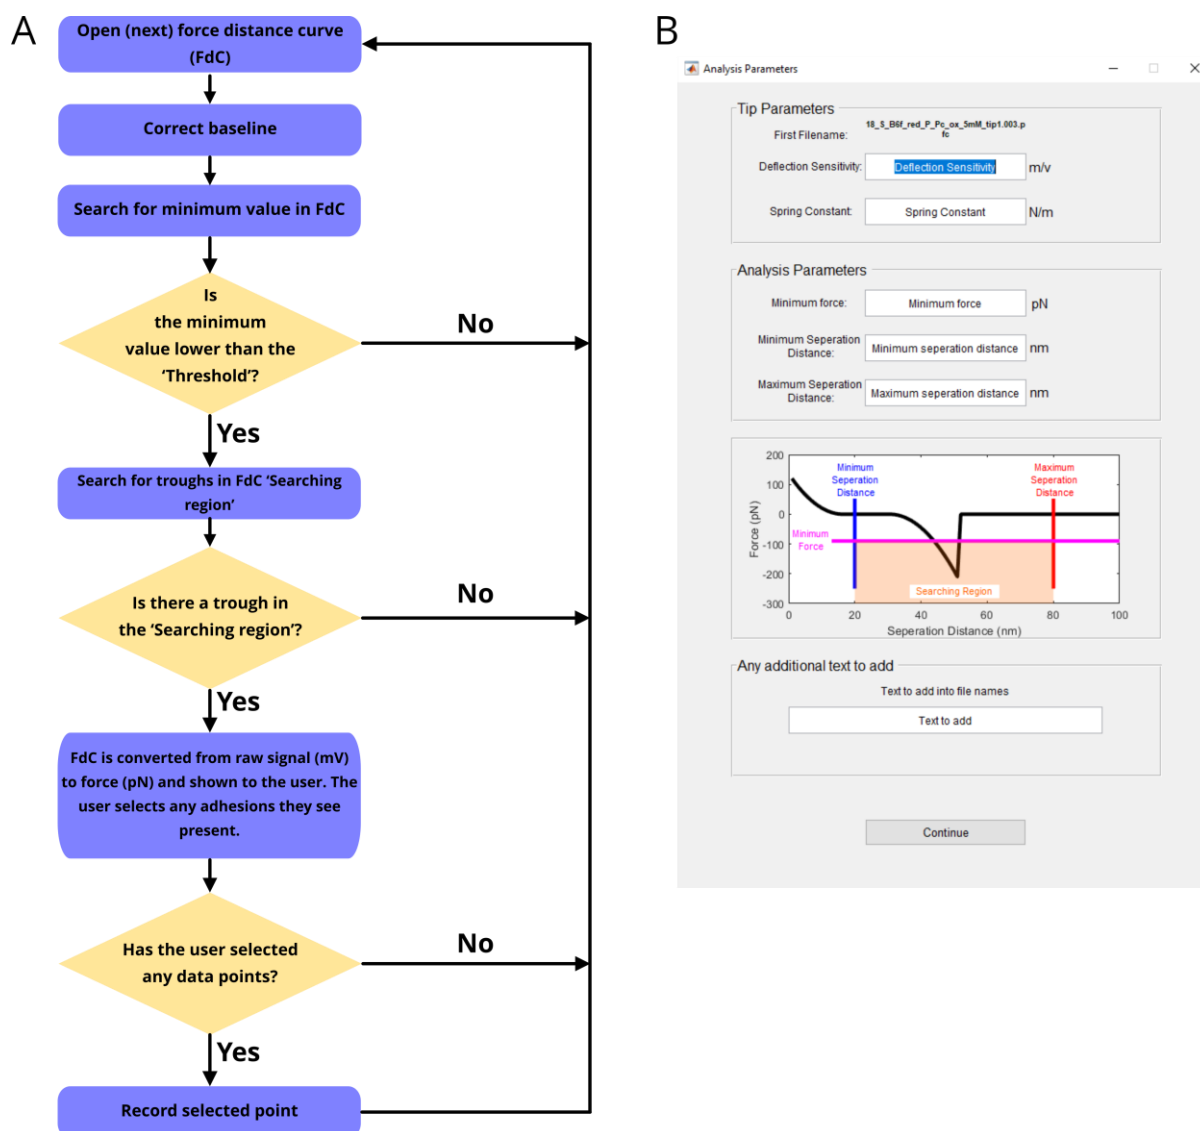 A
Open (next) force distance curve
(FdC)
Correct baseline
Search for minimum value in FdC
Is
the minimum
value lower than the
‘Threshold’?
No
Yes
Search for troughs in FdC ‘Searching
region’
Is there a trough in
the ‘Searching region’?
No
Yes
FdC is converted from raw signal (mV)
to force (pN) and shown to the user. The
user selects any adhesions they see
present.
Has the user selected
any data points?
No
Yes
Record selected point
B
Analysis Parameters
Tip Parameters
First Filename:
18_S_B6f_red_P_Pc_ox_5mM_tip1.003.p
fc
Deflection Sensitivity: Deflection Sensitivity m/v
Spring Constant: Spring Constant N/m
Analysis Parameters
Minimum force: Minimum force pN
Minimum Seperation
Distance: Minimum seperation distance nm
Maximum Seperation
Distance: Maximum seperation distance nm
200
100
0
-100
-200
-300
Force (pN)
Minimum
Seperation
Distance
Maximum
Seperation
Distance
Minimum
Force
Searching Region
0 20 40 60 80 100
Seperation Distance (nm)
Any additional text to add
Text to add into file names
Text to add
Continue